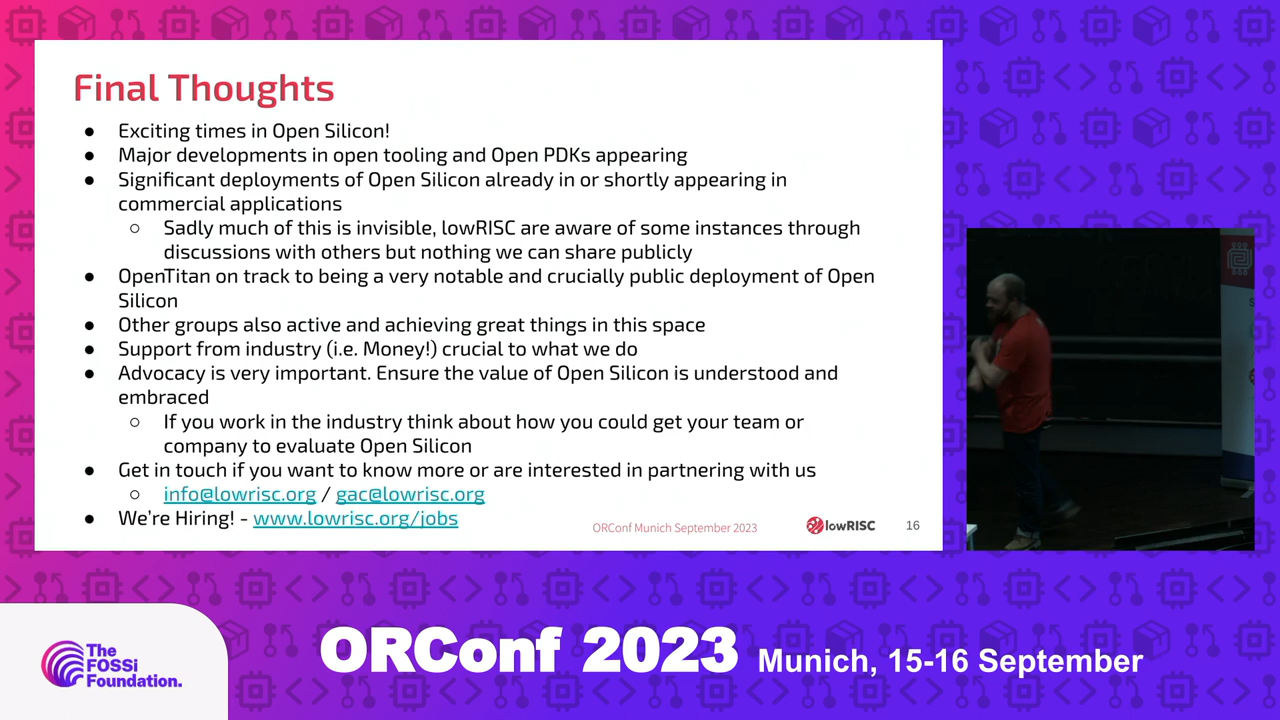 Final Thoughts
● Exciting times in Open Silicon!
● Major developments in open tooling and Open PDKs appearing
● Significant deployments of Open Silicon already in or shortly appearing in
commercial applications
○ Sadly much of this is invisible, lowRISC are aware of some instances through
discussions with others but nothing we can share publicly
● OpenTitan on track to being a very notable and crucially public deployment of Open
Silicon
● Other groups also active and achieving great things in this space
● Support from industry (i.e. Money!) crucial to what we do
● Advocacy is very important. Ensure the value of Open Silicon is understood and
embraced
○ If you work in the industry think about how you could get your team or
company to evaluate Open Silicon
● Get in touch if you want to know more or are interested in partnering with us
○ info@lowrisc.org / gac@lowrisc.org
● We're Hiring! - www.lowrisc.org/jobs
ORConf Munich September 2023
lowRISC
16
The
FOSSi
Foundation.
ORConf 2023 Munich, 15-16 September